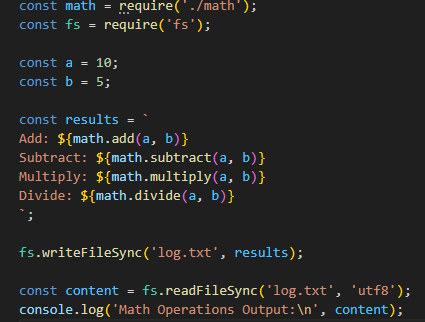 const math = require('./math');
const fs = require('fs');
const a = 10;
const b = 5;
const results = `
Add: ${math.add(a, b)}
Subtract: ${math.subtract(a, b)}
Multiply: ${math.multiply(a, b)}
Divide: ${math.divide(a, b)}
`;
fs.writeFileSync('log.txt', results);
const content = fs.readFileSync('log.txt', 'utf8');
console.log('Math Operations Output:\n', content);